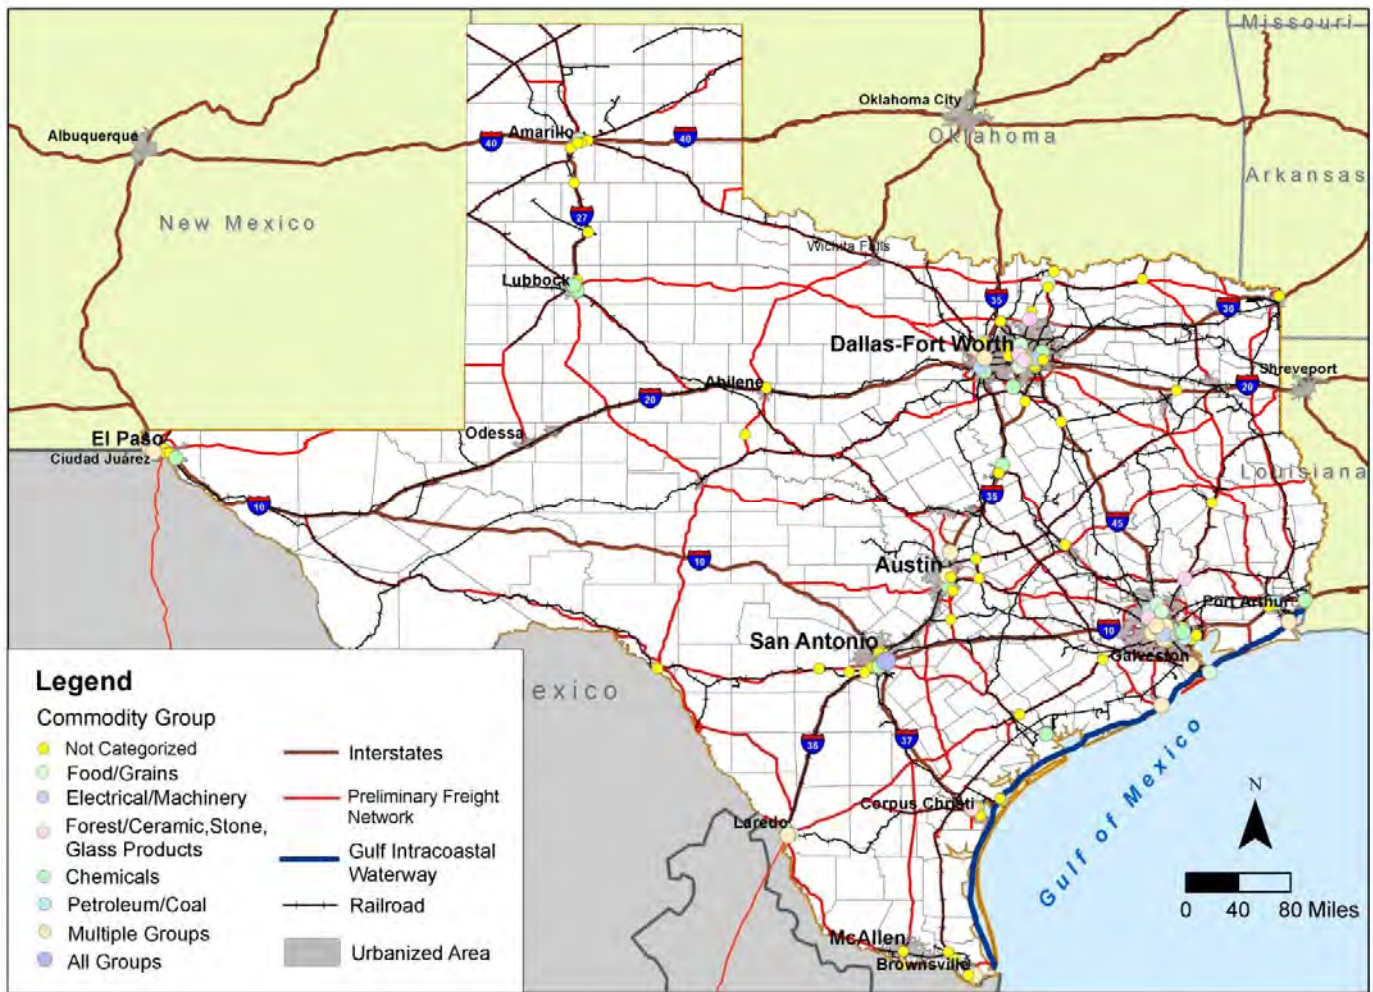 Missouri
Albuquerque
Oklahoma City
Oklahoma
Amarillo
40
40
Arkansas
New Mexico
27
Wichita Falls
Lubbock
35
30
Dallas-Fort Worth
Shreveport
Abilene
20
20
El Paso
Ciudad Juárez
Odessa
Louisiana
10
35
45
10
Austin
Port Arthur
10
San Antonio
Galveston
exico
35
37
Corpus Christi
Laredo
Gulf of Mexico
McAllen
Brownsville
N
0 40 80 Miles
Legend
Commodity Group
Not Categorized
Food/Grains
Electrical/Machinery
Forest/Ceramic,Stone,
Glass Products
Chemicals
Petroleum/Coal
Multiple Groups
All Groups
Interstates
Preliminary Freight
Network
Gulf Intracoastal
Waterway
Railroad
Urbanized Area